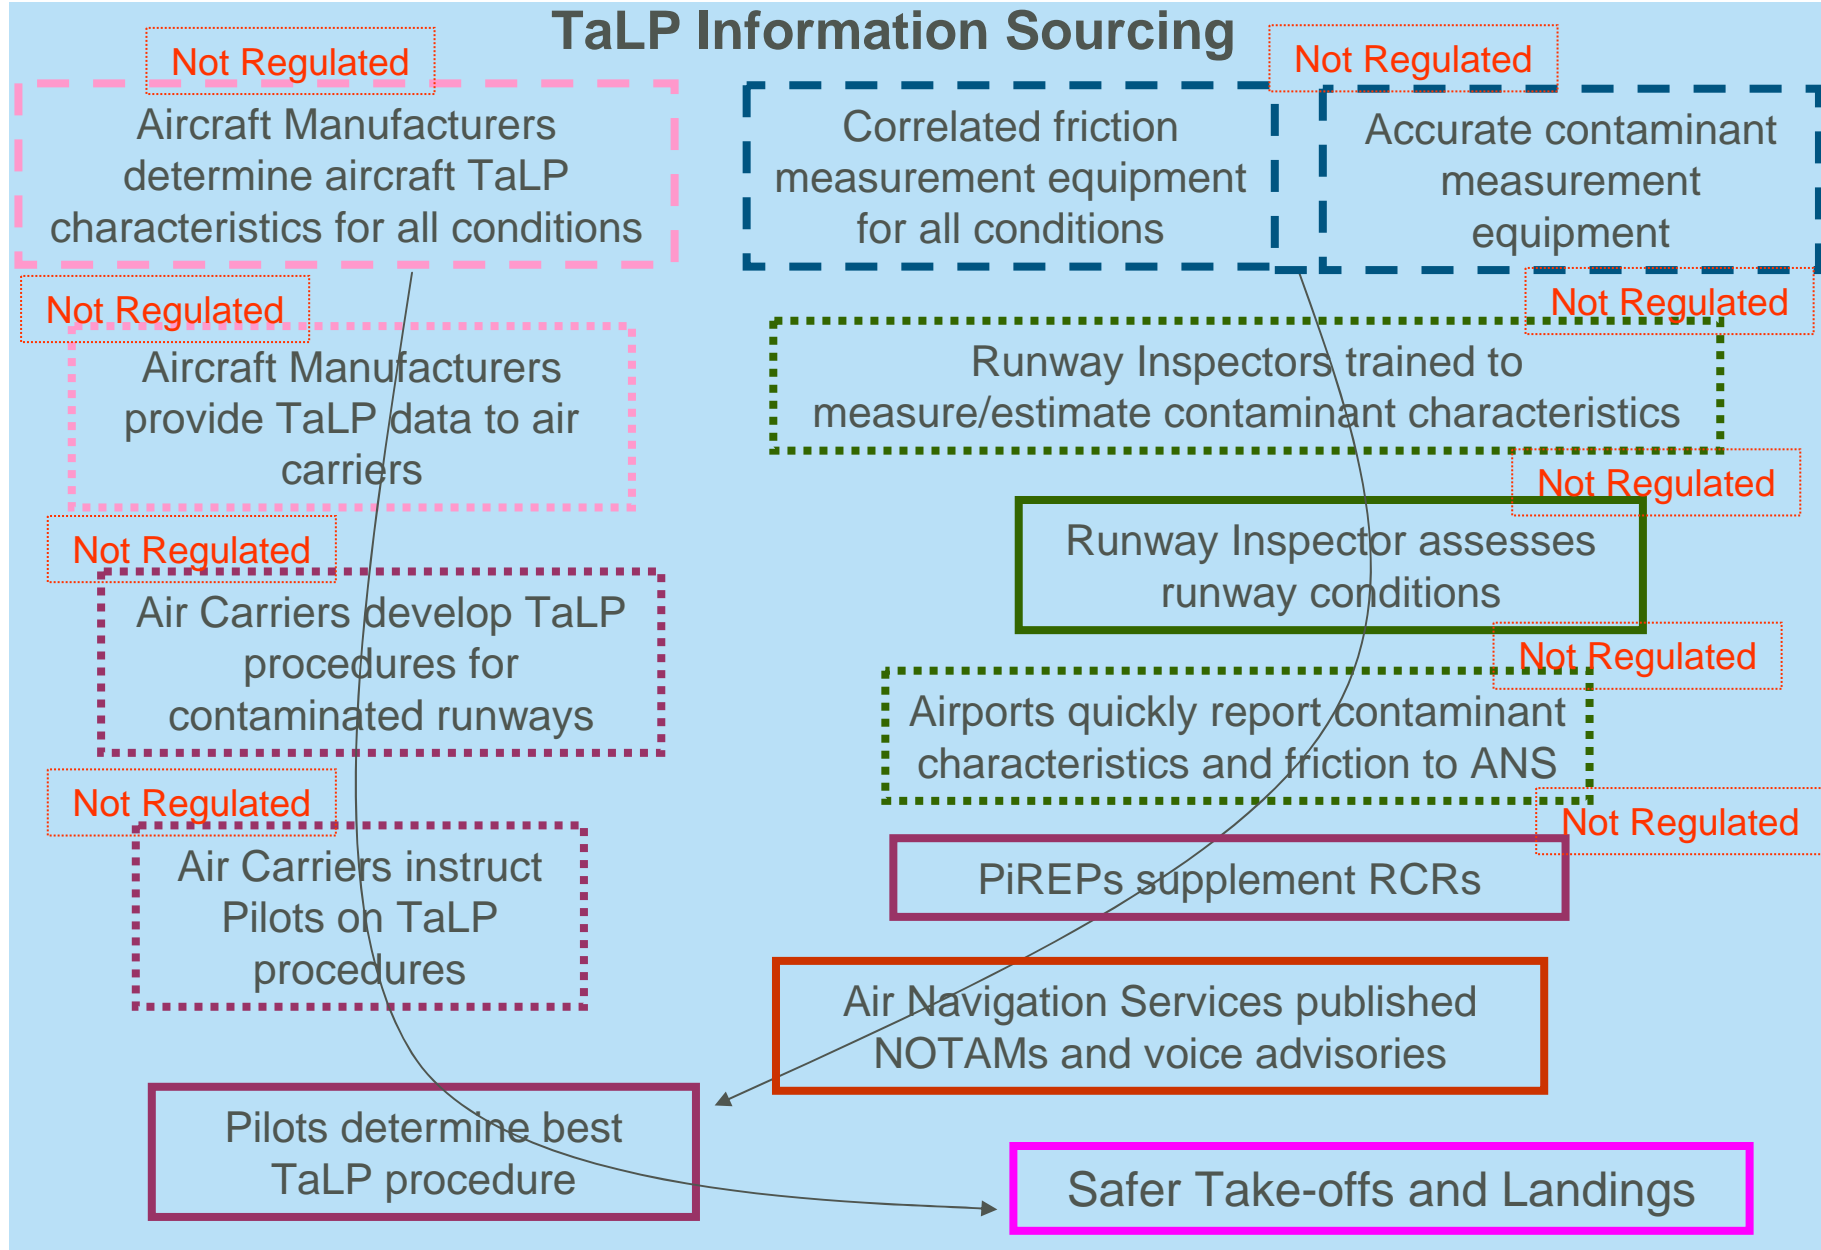 TaLP Information Sourcing
Not Regulated
Aircraft Manufacturers
determine aircraft TaLP
characteristics for all conditions
Not Regulated
Aircraft Manufacturers
provide TaLP data to air
carriers
Not Regulated
Air Carriers develop TaLP
procedures for
contaminated runways
Not Regulated
Air Carriers instruct
Pilots on TaLP
procedures
Pilots determine best
TaLP procedure
Not Regulated
Correlated friction
measurement equipment
for all conditions
Accurate contaminant
measurement
equipment
Not Regulated
Runway Inspectors trained to
measure/estimate contaminant characteristics
Not Regulated
Runway Inspector assesses
runway conditions
Not Regulated
Airports quickly report contaminant
characteristics and friction to ANS
Not Regulated
PiREPs supplement RCRs
Air Navigation Services published
NOTAMs and voice advisories
Safer Take-offs and Landings